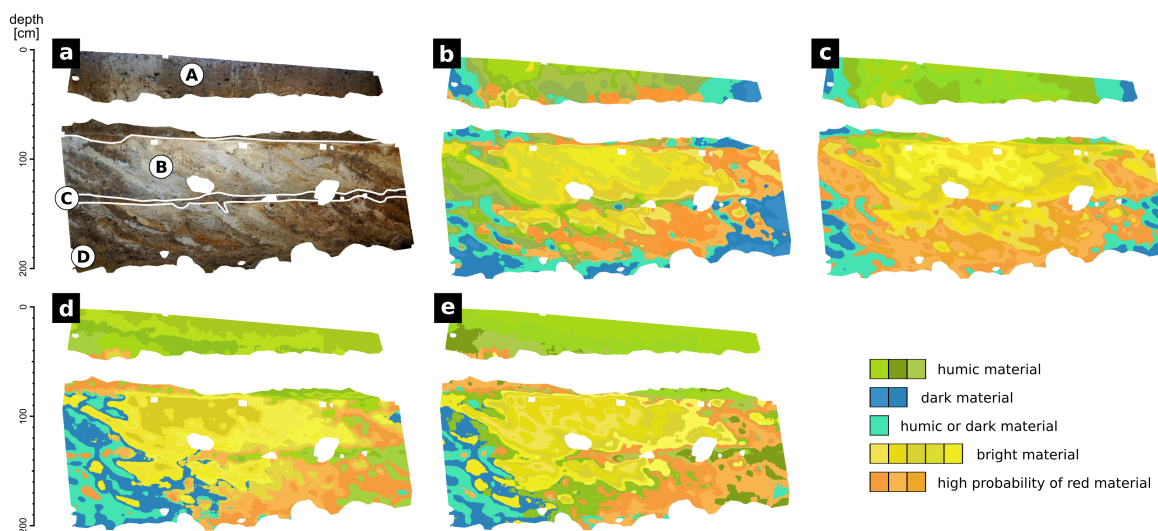 depth
[cm]
0
100
200
a
A
B
C
D
b
c
0
100
200
d
e
humic material
dark material
humic or dark material
bright material
high probability of red material